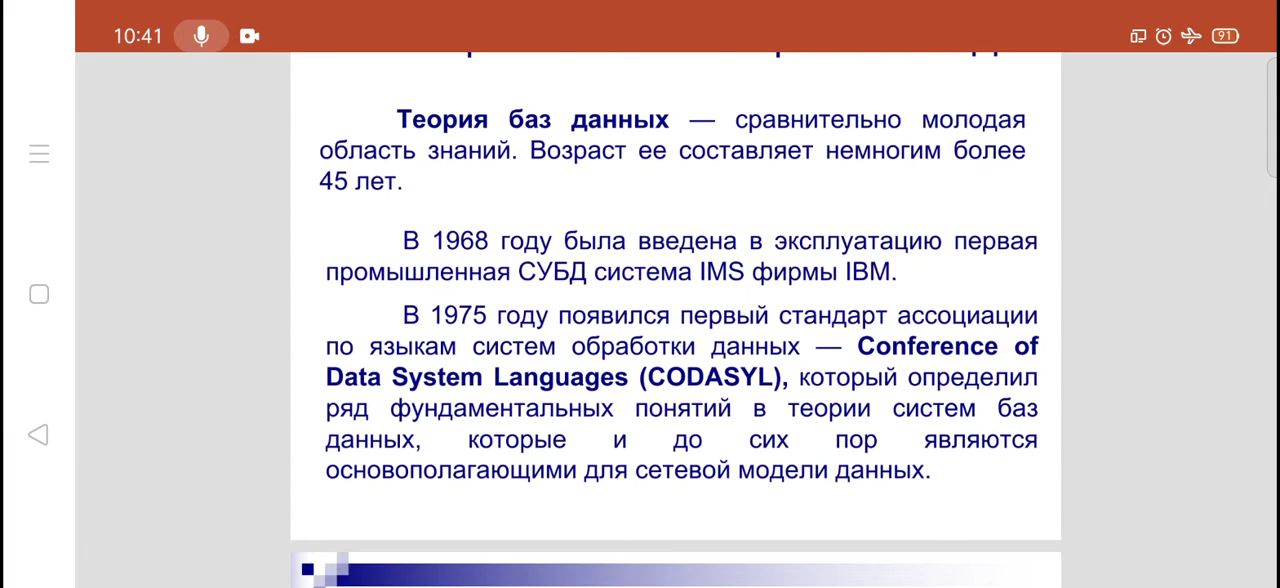 10:41
91
Теория баз данных — сравнительно молодая
область знаний. Возраст ее составляет немногим более
45 лет.
В 1968 году была введена в эксплуатацию первая
промышленная СУБД система IMS фирмы IBM.
В 1975 году появился первый стандарт ассоциации
по языкам систем обработки данных — Conference of
Data System Languages (CODASYL), который определил
ряд фундаментальных понятий в теории систем баз
данных, которые и до сих пор являются
основополагающими для сетевой модели данных.